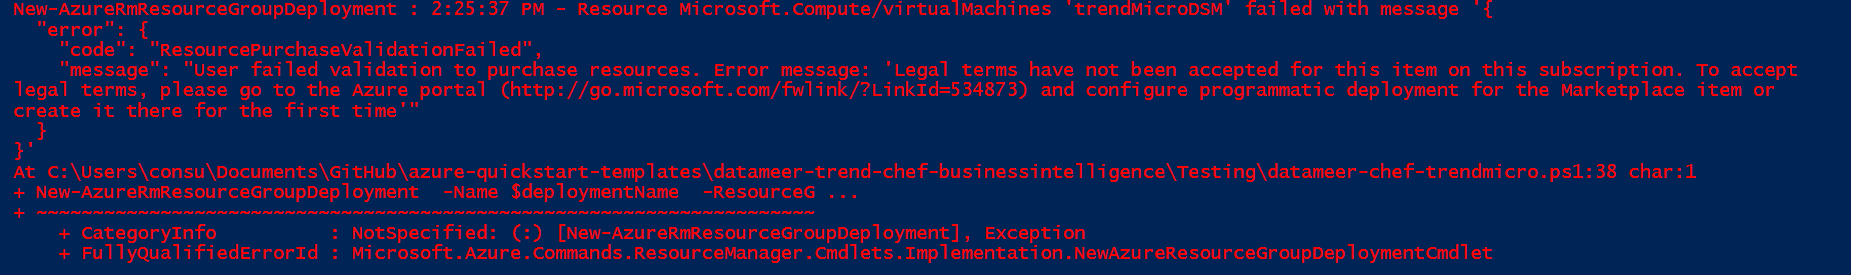 New-AzureRmResourceGroupDeployment : 2:25:37 PM - Resource Microsoft.Compute/virtualMachines 'trendMicroDSM' failed with message '{
  "error": {
    "code": "ResourcePurchaseValidationFailed",
    "message": "User failed validation to purchase resources. Error message: 'Legal terms have not been accepted for this item on this subscription. To accept
legal terms, please go to the Azure portal (http://go.microsoft.com/fwlink/?LinkId=534873) and configure programmatic deployment for the Marketplace item or
create it there for the first time'"
  }
}'
At C:\Users\consu\Documents\GitHub\azure-quickstart-templates\datameer-trend-chef-businessintelligence\Testing\datameer-chef-trendmicro.ps1:38 char:1
+ New-AzureRmResourceGroupDeployment  -Name $deploymentName  -ResourceG ...
+ ~~~~~~~~~~~~~~~~~~~~~~~~~~~~~~~~~~~~~~~~~~~~~~~~~~~~~~~~~~~~~~~~~~~~~
    + CategoryInfo          : NotSpecified: (:) [New-AzureRmResourceGroupDeployment], Exception
    + FullyQualifiedErrorId : Microsoft.Azure.Commands.ResourceManager.Cmdlets.Implementation.NewAzureResourceGroupDeploymentCmdlet